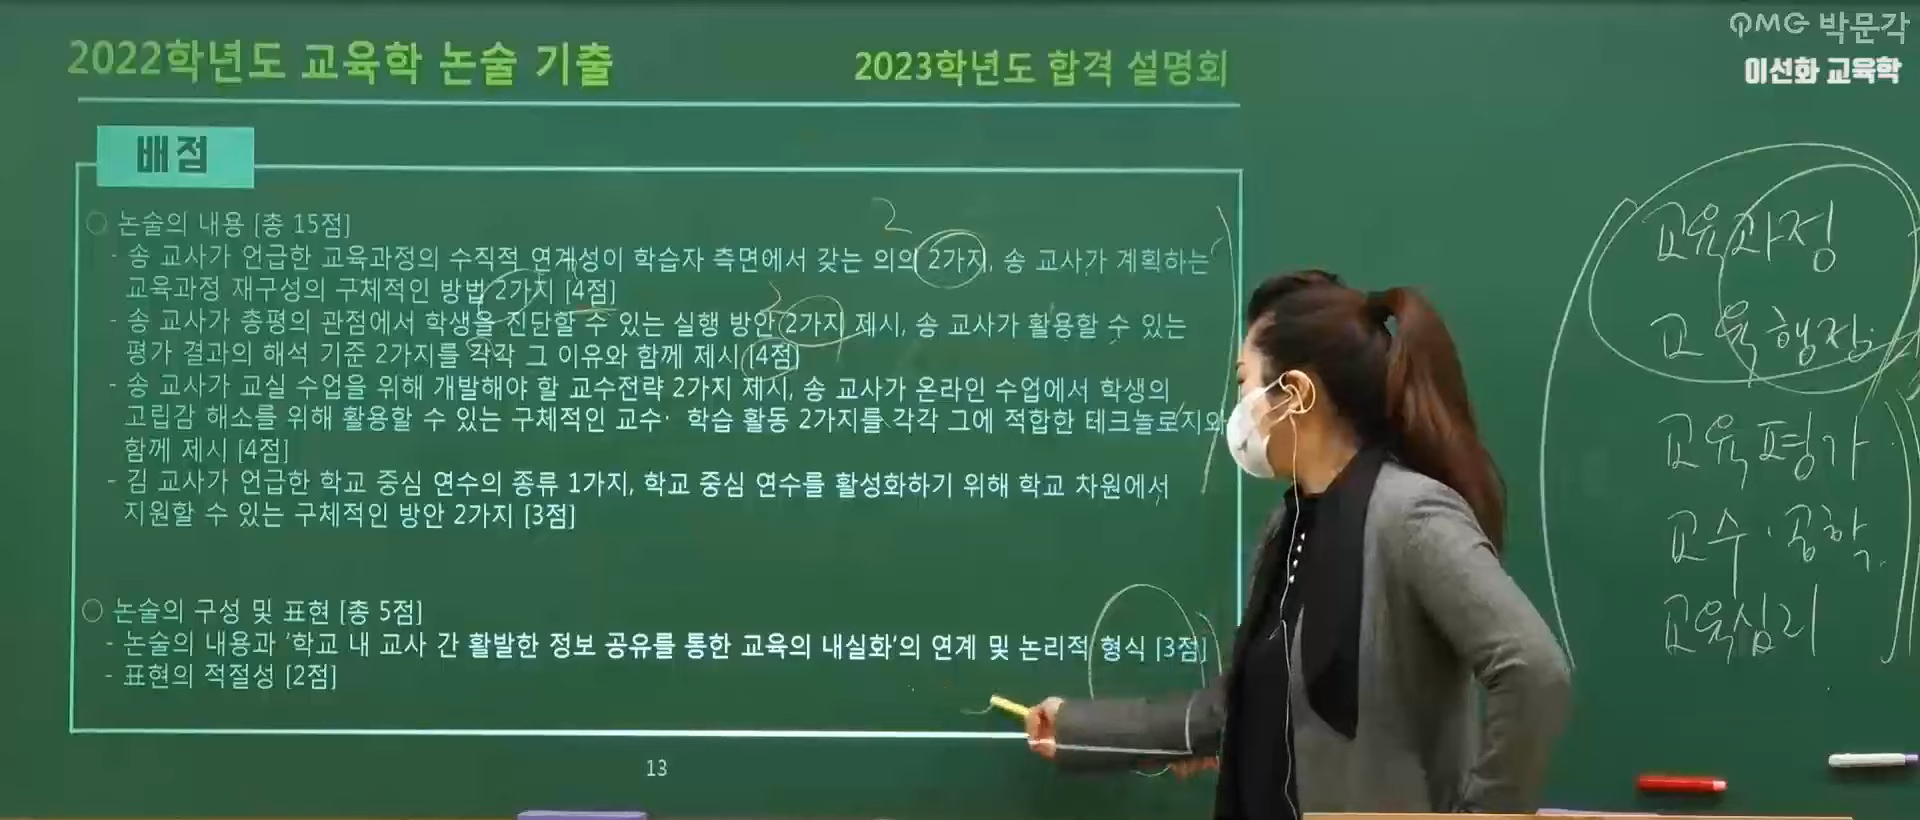 PMG 박문각
이선화 교육학
2022학년도 교육학 논술 기출
2023학년도 합격 설명회
배점
○ 논술의 내용 [총 15점]
- 송 교사가 언급한 교육과정의 수직적 연계성이 학습자 측면에서 갖는 의의 2가지, 송 교사가 계획하는
교육과정 재구성의 구체적인 방법 2가지 [4점]
- 송 교사가 총평의 관점에서 학생을 진단할 수 있는 실행 방안 2가지 제시, 송 교사가 활용할 수 있는
평가 결과의 해석 기준 2가지를 각각 그 이유와 함께 제시 [4점]
- 송 교사가 교실 수업을 위해 개발해야 할 교수전략 2가지 제시, 송 교사가 온라인 수업에서 학생의
고립감 해소를 위해 활용할 수 있는 구체적인 교수· 학습 활동 2가지를 각각 그에 적합한 테크놀로지와
함께 제시 [4점]
- 김 교사가 언급한 학교 중심 연수의 종류 1가지, 학교 중심 연수를 활성화하기 위해 학교 차원에서
지원할 수 있는 구체적인 방안 2가지 [3점]
○ 논술의 구성 및 표현 [총 5점]
- 논술의 내용과 '학교 내 교사 간 활발한 정보 공유를 통한 교육의 내실화'의 연계 및 논리적 형식 [3점]
- 표현의 적절성 [2점]
13
2
2
교육과정
교육행정
교육평가
교수·공학
교육심리